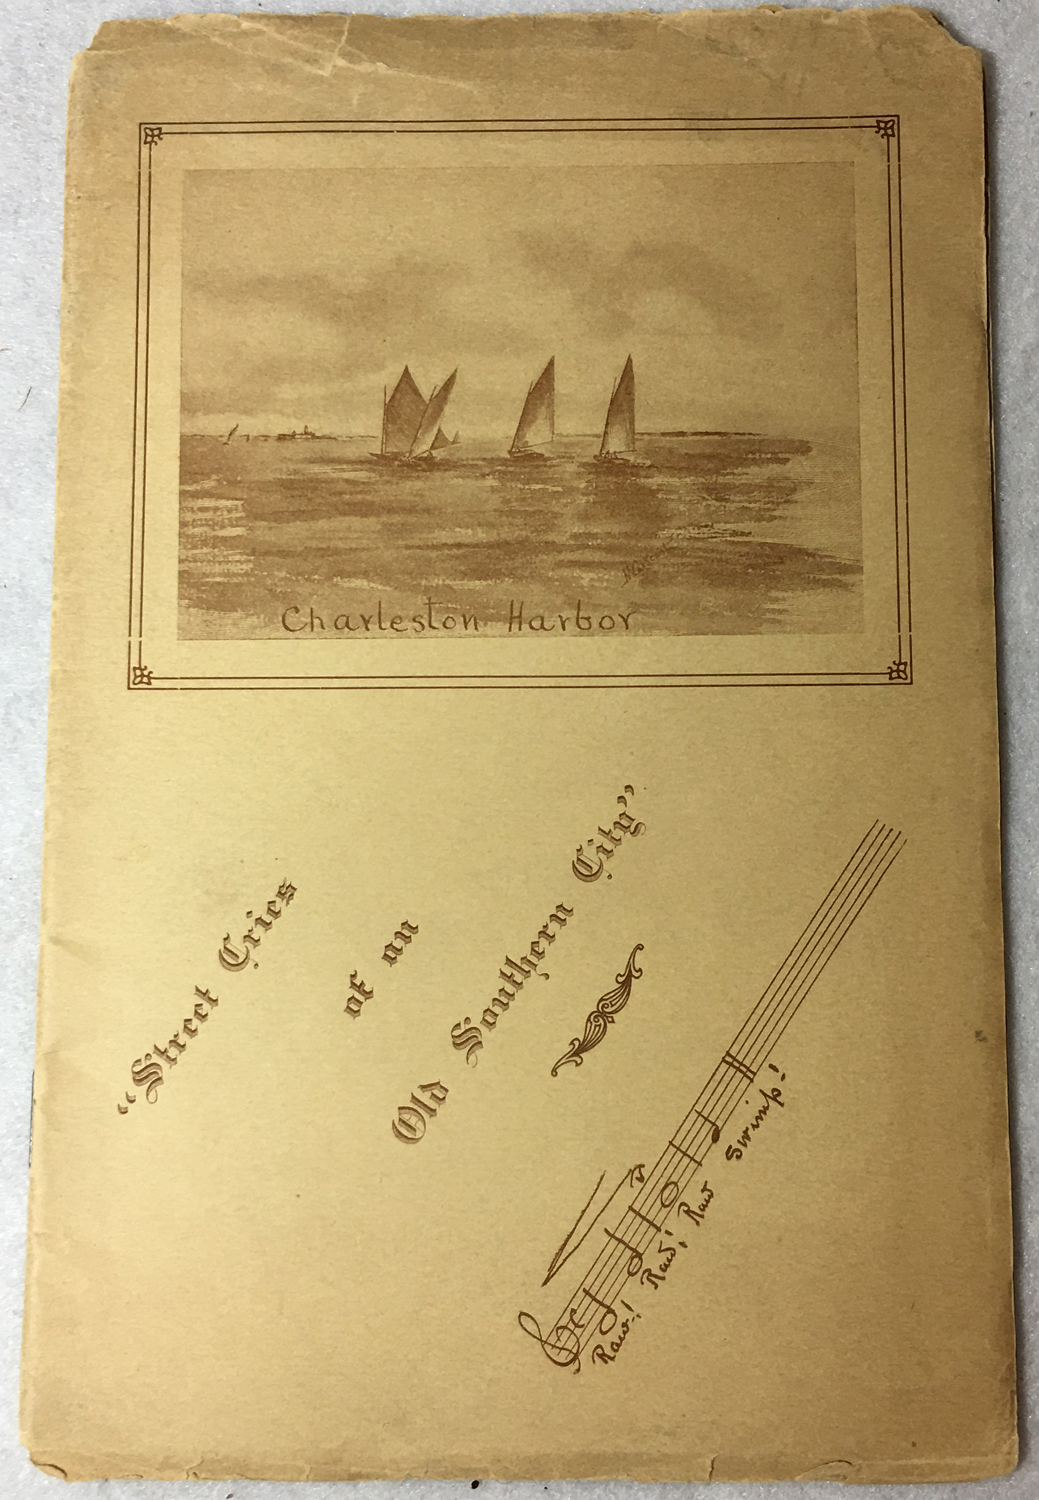 Charleston Harbor
“Street Cries
of an
Old Southern City”
Raw! Raw! Raw Swimp!